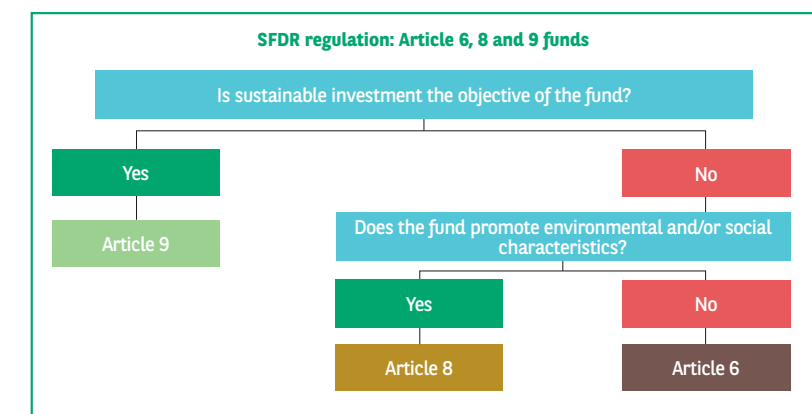 SFDR regulation: Article 6, 8 and 9 funds
Is sustainable investment the objective of the fund?
Yes
No
Article 9
Does the fund promote environmental and/or social
characteristics?
Yes
No
Article 8
Article 6